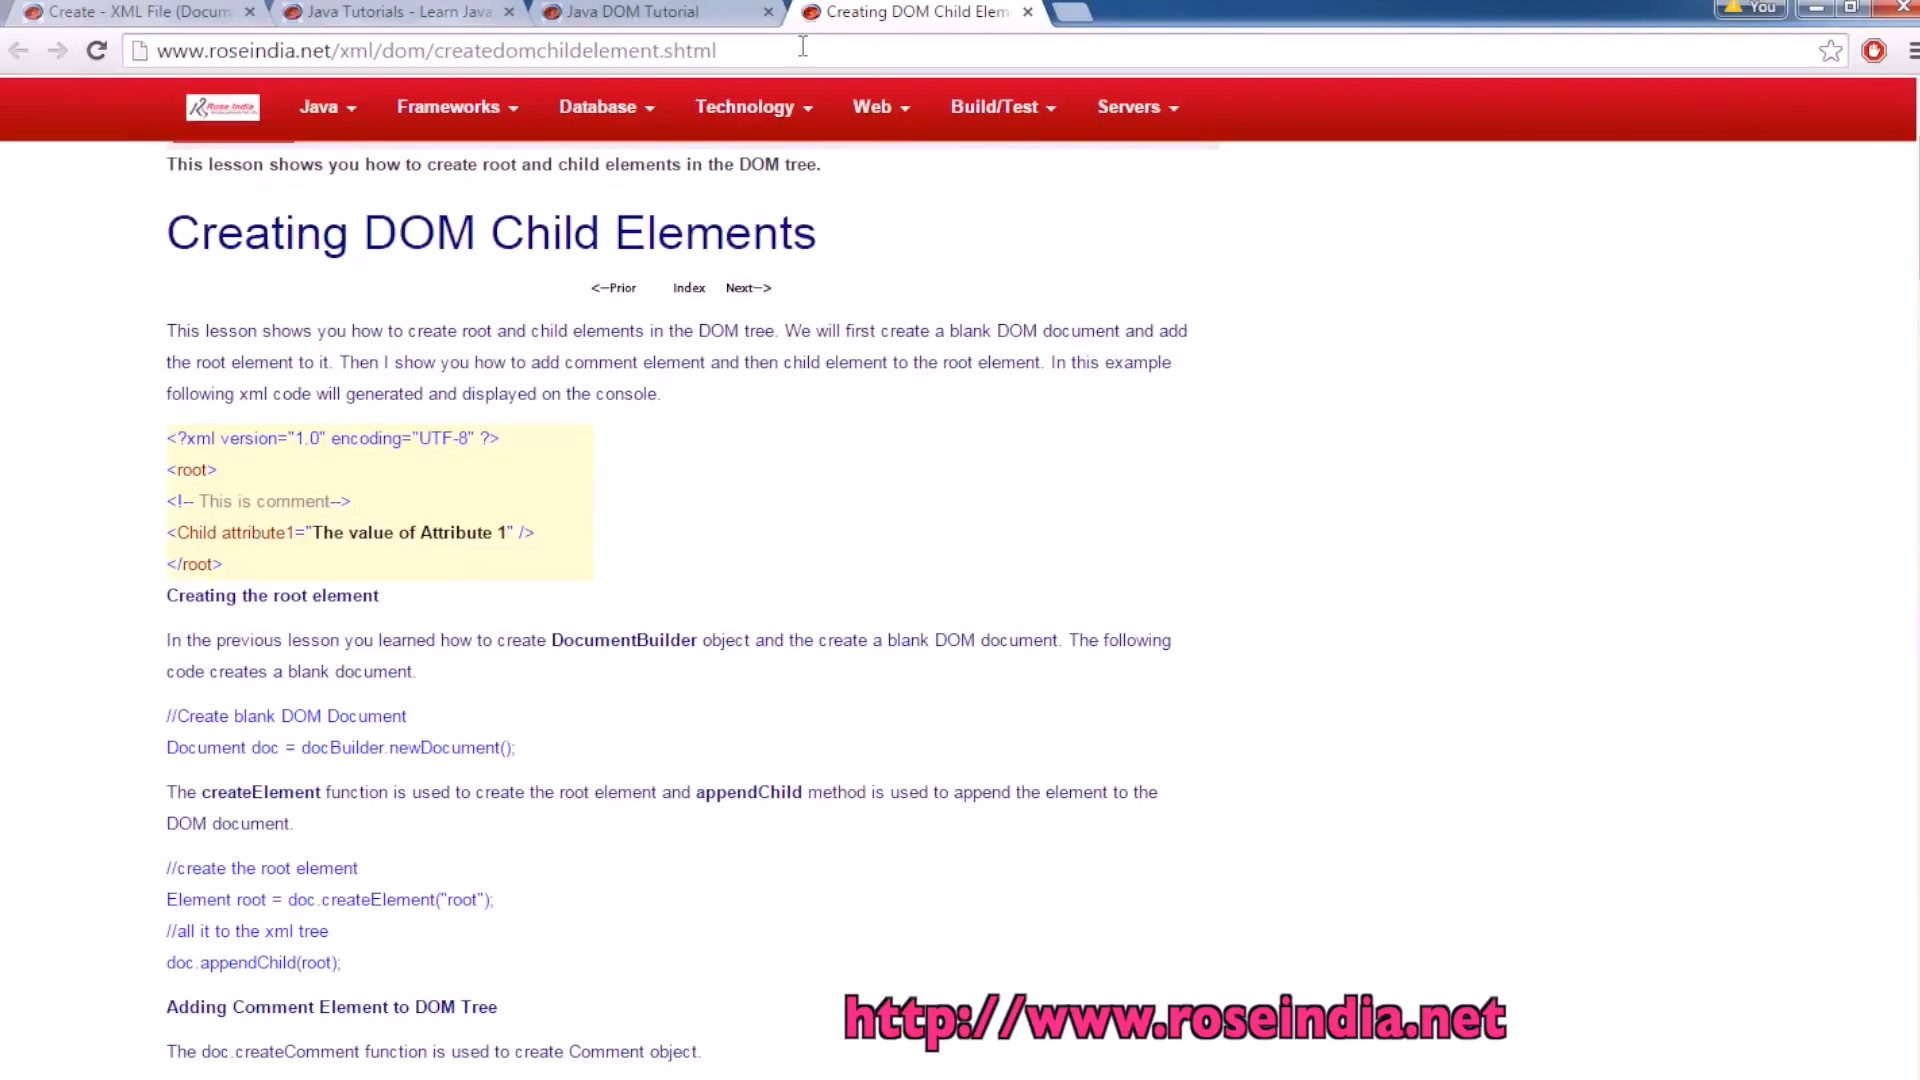 Create - XML File (Docum
Java Tutorials - Learn Java
Java DOM Tutorial
Creating DOM Child Elem
You
www.roseindia.net/xml/dom/createdomchildelement.shtml
Rose India
Java
Frameworks
Database
Technology
Web
Build/Test
Servers
This lesson shows you how to create root and child elements in the DOM tree.
Creating DOM Child Elements
<--Prior
Index
Next-->
This lesson shows you how to create root and child elements in the DOM tree. We will first create a blank DOM document and add
the root element to it. Then I show you how to add comment element and then child element to the root element. In this example
following xml code will generated and displayed on the console.
<?xml version="1.0" encoding="UTF-8" ?>
<root>
<!-- This is comment-->
<Child attribute1="The value of Attribute 1" />
</root>
Creating the root element
In the previous lesson you learned how to create DocumentBuilder object and the create a blank DOM document. The following
code creates a blank document.
//Create blank DOM Document
Document doc = docBuilder.newDocument();
The createElement function is used to create the root element and appendChild method is used to append the element to the
DOM document.
//create the root element
Element root = doc.createElement("root");
//all it to the xml tree
doc.appendChild(root);
Adding Comment Element to DOM Tree
http://www.roseindia.net
The doc.createComment function is used to create Comment object.